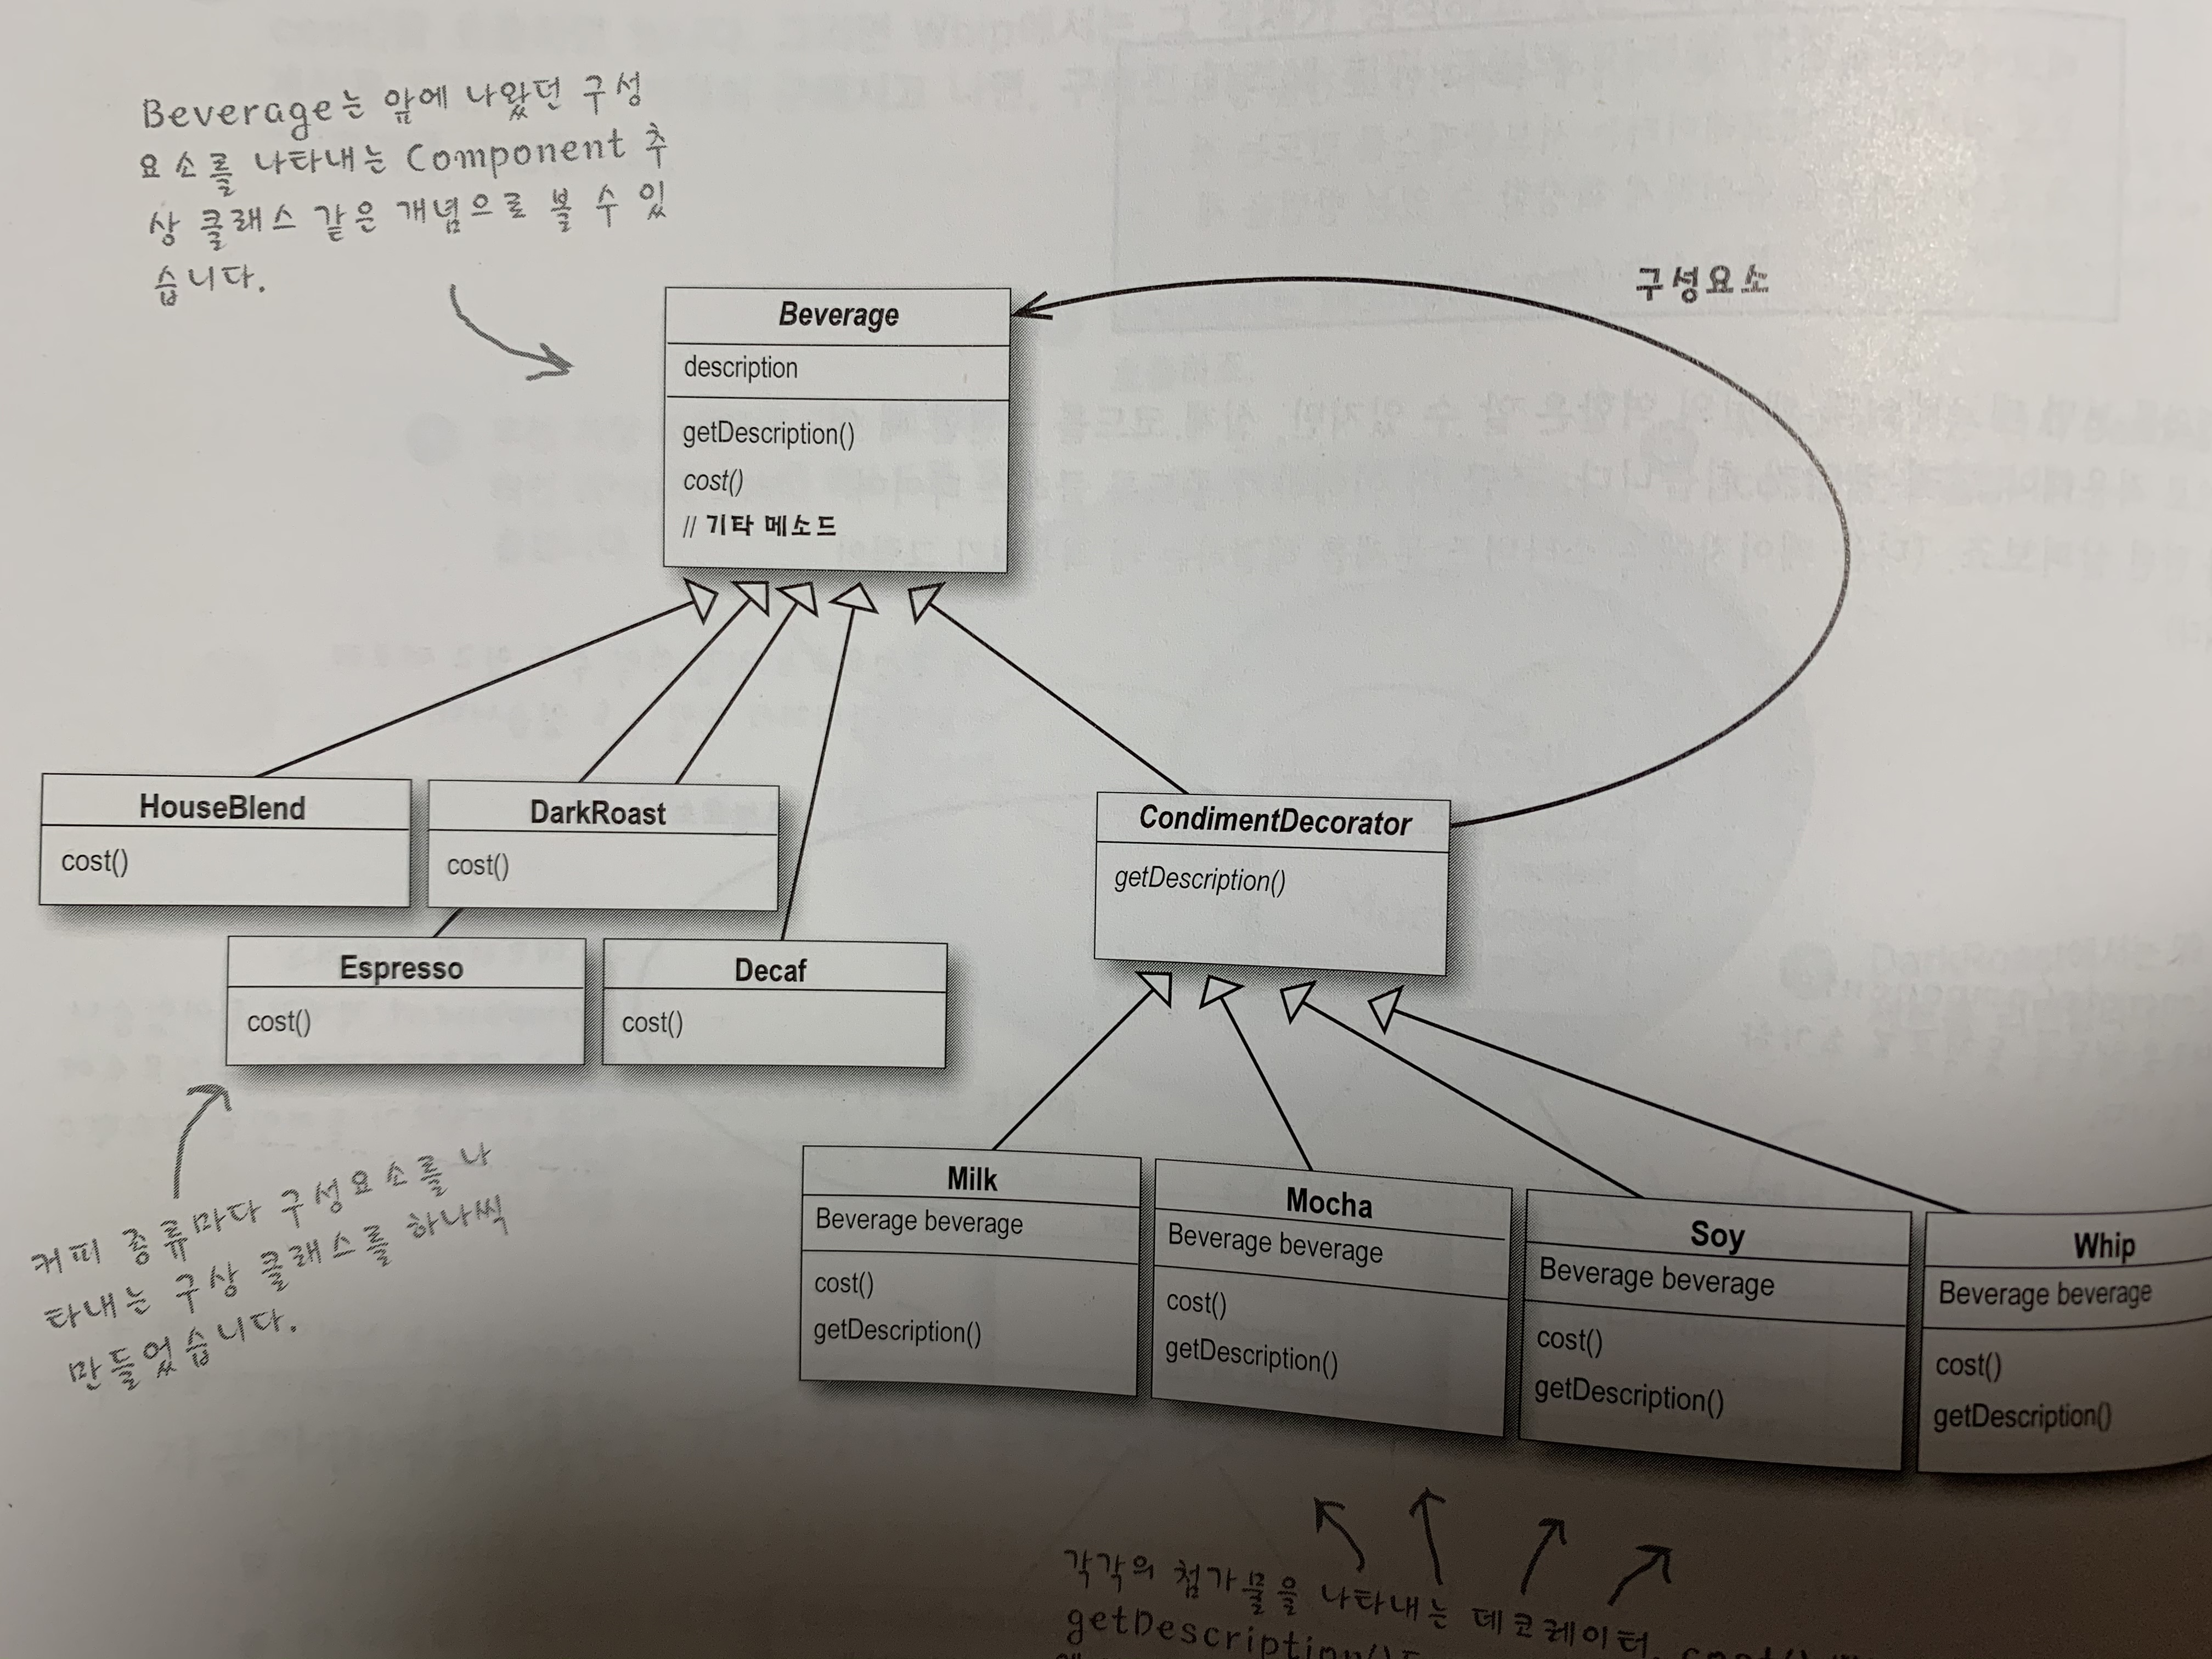 Beverage는 앞에 나왔던 구성
요소를 나타내는 Component 추
상 클래스 같은 개념으로 볼 수 있
습니다.
구성요소
Beverage
description
getDescription()
cost()
// 기타 메소드
HouseBlend
cost()
DarkRoast
cost()
CondimentDecorator
getDescription()
Espresso
cost()
Decaf
cost()
커피 종류마다 구성요소를 나
타내는 구상 클래스를 하나씩
만들었습니다.
Milk
Beverage beverage
cost()
getDescription()
Mocha
Beverage beverage
cost()
getDescription()
Soy
Beverage beverage
cost()
getDescription()
Whip
Beverage beverage
cost()
getDescription()
각각의 첨가물을 나타내는 데코레이터. cost()
getDescription()도